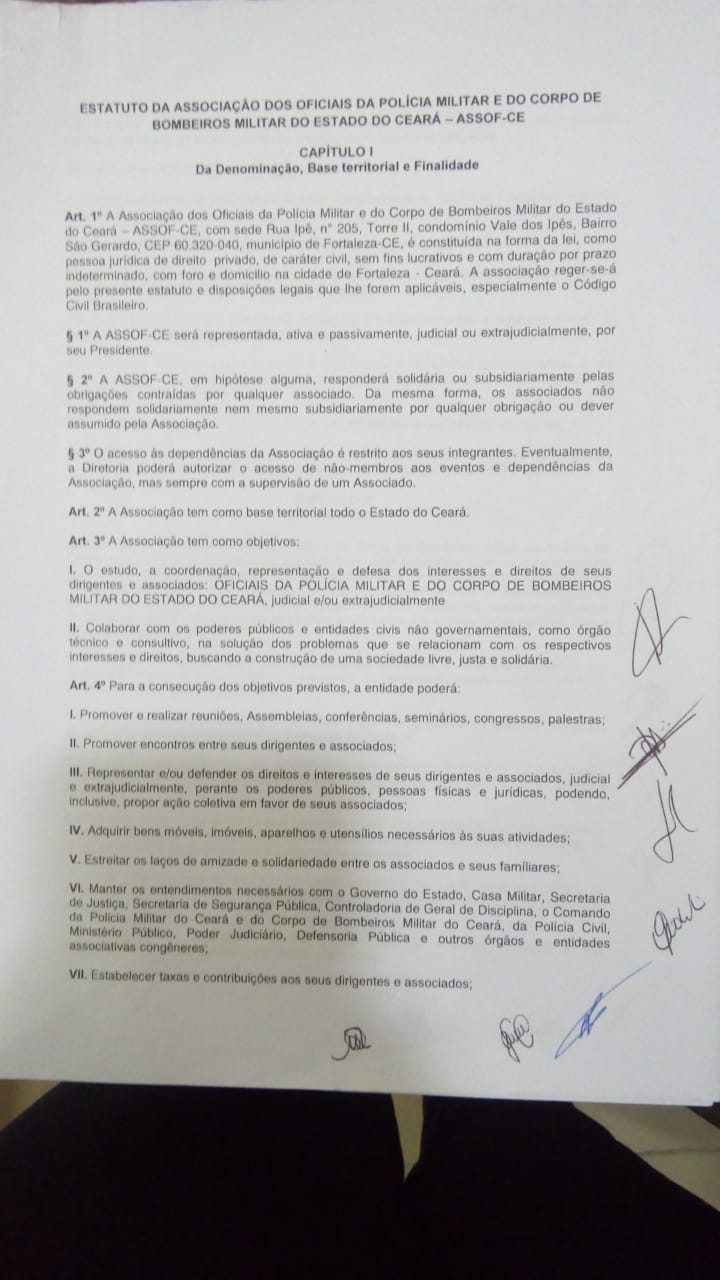 ESTATUTO DA ASSOCIAÇÃO DOS OFICIAIS DA POLÍCIA MILITAR E DO CORPO DE
BOMBEIROS MILITAR DO ESTADO DO CEARÁ – ASSOF-CE
CAPÍTULO I
Da Denominação, Base territorial e Finalidade
Art. 1º A Associação dos Oficiais da Polícia Militar e do Corpo de Bombeiros Militar do Estado
do Ceará – ASSOF-CE, com sede Rua Ipê, n° 205, Torre II, condomínio Vale dos Ipês, Bairro
São Gerardo, CEP 60.320-040, município de Fortaleza-CE, é constituída na forma da lei, como
pessoa jurídica de direito privado, de caráter civil, sem fins lucrativos e com duração por prazo
indeterminado, com foro e domicilio na cidade de Fortaleza - Ceará. A associação reger-se-á
pelo presente estatuto e disposições legais que lhe forem aplicáveis, especialmente o Código
Civil Brasileiro.
§ 1º A ASSOF-CE será representada, ativa e passivamente, judicial ou extrajudicialmente, por
seu Presidente.
§ 2º A ASSOF-CE, em hipótese alguma, responderá solidária ou subsidiariamente pelas
obrigações contraídas por qualquer associado. Da mesma forma, os associados não
respondem solidariamente nem mesmo subsidiariamente por qualquer obrigação ou dever
assumido pela Associação.
§ 3º O acesso às dependências da Associação é restrito aos seus integrantes. Eventualmente,
a Diretoria poderá autorizar o acesso de não-membros aos eventos e dependências da
Associação, mas sempre com a supervisão de um Associado.
Art. 2º A Associação tem como base territorial todo o Estado do Ceará.
Art. 3º A Associação tem como objetivos:
I. O estudo, a coordenação, representação e defesa dos interesses e direitos de seus
dirigentes e associados: OFICIAIS DA POLÍCIA MILITAR E DO CORPO DE BOMBEIROS
MILITAR DO ESTADO DO CEARÁ, judicial e/ou extrajudicialmente
II. Colaborar com os poderes públicos e entidades civis não governamentais, como órgão
técnico e consultivo, na solução dos problemas que se relacionam com os respectivos
interesses e direitos, buscando a construção de uma sociedade livre, justa e solidária.
Art. 4º Para a consecução dos objetivos previstos, a entidade poderá:
I. Promover e realizar reuniões, Assembleias, conferências, seminários, congressos, palestras;
II. Promover encontros entre seus dirigentes e associados;
III. Representar e/ou defender os direitos e interesses de seus dirigentes e associados, judicial
e extrajudicialmente, perante os poderes públicos, pessoas físicas e jurídicas, podendo,
inclusive, propor ação coletiva em favor de seus associados;
IV. Adquirir bens móveis, imóveis, aparelhos e utensílios necessários às suas atividades;
V. Estreitar os laços de amizade e solidariedade entre os associados e seus famíliares;
VI. Manter os entendimentos necessários com o Governo do Estado, Casa Militar, Secretaria
de Justiça, Secretaria de Segurança Pública, Controladoria de Geral de Disciplina, o Comando
da Policia Militar do Ceará e do Corpo de Bombeiros Militar do Ceará, da Polícia Civil,
Ministério Público, Poder Judiciário, Defensoria Pública e outros órgãos e entidades
associativas congêneres;
VII. Estabelecer taxas e contribuições aos seus dirigentes e associados;